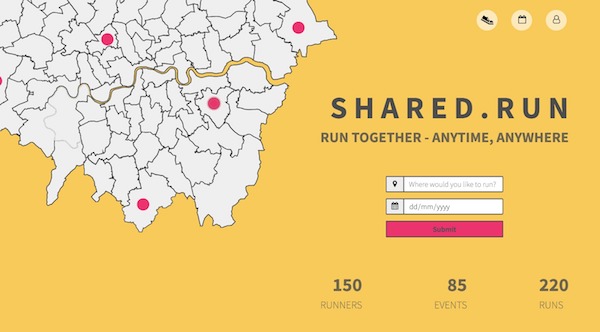 SHARED.RUN
RUN TOGETHER - ANYTIME, ANYWHERE
Where would you like to run?
dd/mm/yyyy
Submit
150 85 220
RUNNERS EVENTS RUNS